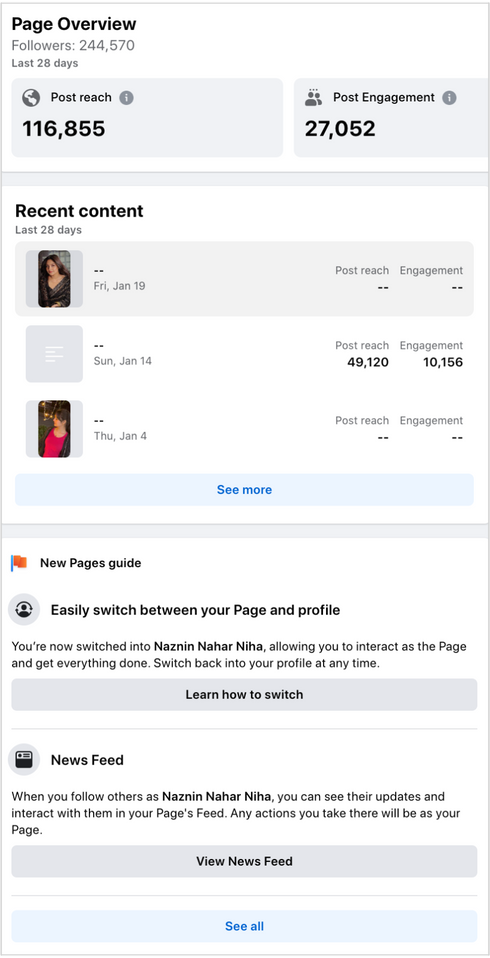 Page Overview
Followers: 244,570
Last 28 days
Post reach
Post Engagement
116,855
27,052
Recent content
Last 28 days
--
Fri, Jan 19
Post reach
Engagement
--
--
--
Sun, Jan 14
Post reach
Engagement
49,120
10,156
--
Thu, Jan 4
Post reach
Engagement
--
--
See more
New Pages guide
Easily switch between your Page and profile
You're now switched into Naznin Nahar Niha, allowing you to interact as the Page
and get everything done. Switch back into your profile at any time.
Learn how to switch
News Feed
When you follow others as Naznin Nahar Niha, you can see their updates and
interact with them in your Page's Feed. Any actions you take there will be as your
Page.
View News Feed
See all